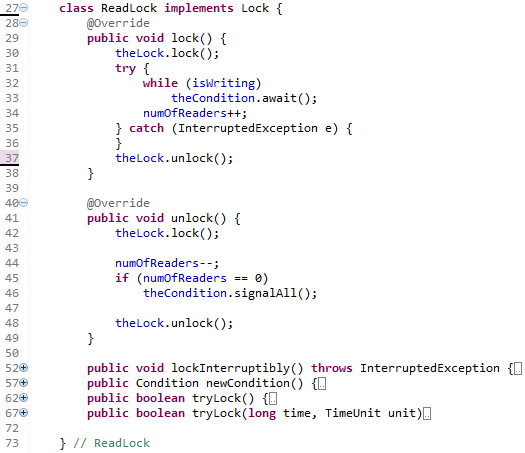 27 class ReadLock implements Lock {
28 @Override
29 public void lock() {
30 theLock.lock();
31 try {
32 while (isWriting)
33 theCondition.await();
34 numOfReaders++;
35 } catch (InterruptedException e) {
36 }
37 theLock.unlock();
38 }
39
40 @Override
41 public void unlock() {
42 theLock.lock();
43
44 numOfReaders--;
45 if (numOfReaders == 0)
46 theCondition.signalAll();
47
48 theLock.unlock();
49 }
50
52 public void lockInterruptibly() throws InterruptedException {
57 public Condition newCondition() {
62 public boolean tryLock() {
67 public boolean tryLock(long time, TimeUnit unit)
72
73 } // ReadLock